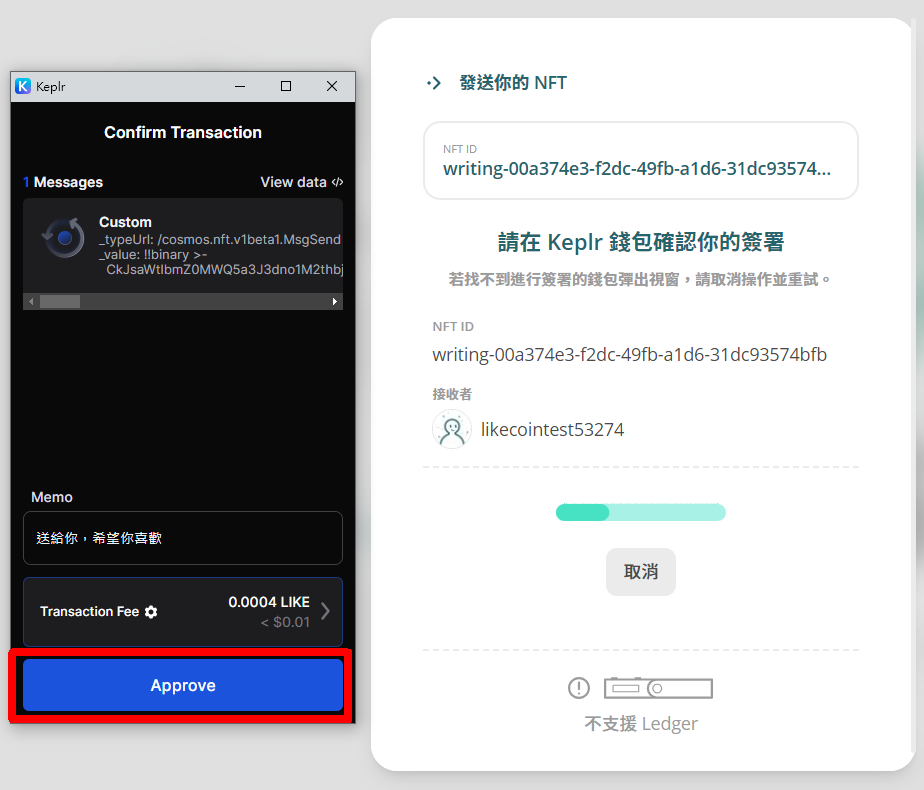 Keplr
Confirm Transaction
1 Messages
View data </>
Custom
_typeUrl: /cosmos.nft.v1beta1.MsgSend
_value: !!binary >-
CkJsaWtlbmZ0MWQ5a3J3dno1M2thbj
Memo
送給你，希望你喜歡
Transaction Fee
0.0004 LIKE
< $0.01
Approve
發送你的 NFT
NFT ID
writing-00a374e3-f2dc-49fb-a1d6-31dc93574...
請在 Keplr 錢包確認你的簽署
若找不到進行簽署的錢包彈出視窗，請取消操作並重試。
NFT ID
writing-00a374e3-f2dc-49fb-a1d6-31dc93574bfb
接收者
likecointest53274
取消
不支援 Ledger